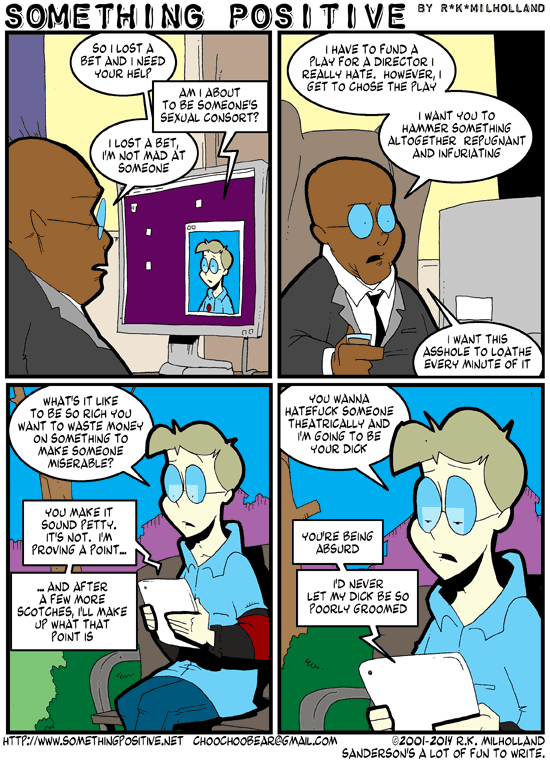 SOMETHING POSITIVE BY R*K*MILHOLLAND
SO I LOST A
BET AND I NEED
YOUR HELP
AM I ABOUT
TO BE SOMEONE'S
SEXUAL CONSORT?
I LOST A BET,
I'M NOT MAD AT
SOMEONE
I HAVE TO FUND A
PLAY FOR A DIRECTOR I
REALLY HATE. HOWEVER, I
GET TO CHOSE THE PLAY
I WANT YOU TO
HAMMER SOMETHING
ALTOGETHER REPUGNANT
AND INFURIATING
I WANT THIS
ASSHOLE TO LOATHE
EVERY MINUTE OF IT
WHAT'S IT LIKE
TO BE SO RICH YOU
WANT TO WASTE MONEY
ON SOMETHING TO
MAKE SOMEONE
MISERABLE?
YOU MAKE IT
SOUND PETTY.
IT'S NOT. I'M
PROVING A POINT...
... AND AFTER
A FEW MORE
SCOTCHES, I'LL MAKE
UP WHAT THAT
POINT IS
YOU WANNA
HATEFUCK SOMEONE
THEATRICALLY AND
I'M GOING TO BE
YOUR DICK
YOU'RE BEING
ABSURD
I'D NEVER
LET MY DICK BE SO
POORLY GROOMED
HTTP://WWW.SOMETHINGPOSITIVE.NET CHOOCHOOBEAR@GMAIL.COM ©2001-2014 R.K. MILHOLLAND
SANDERSON'S A LOT OF FUN TO WRITE.